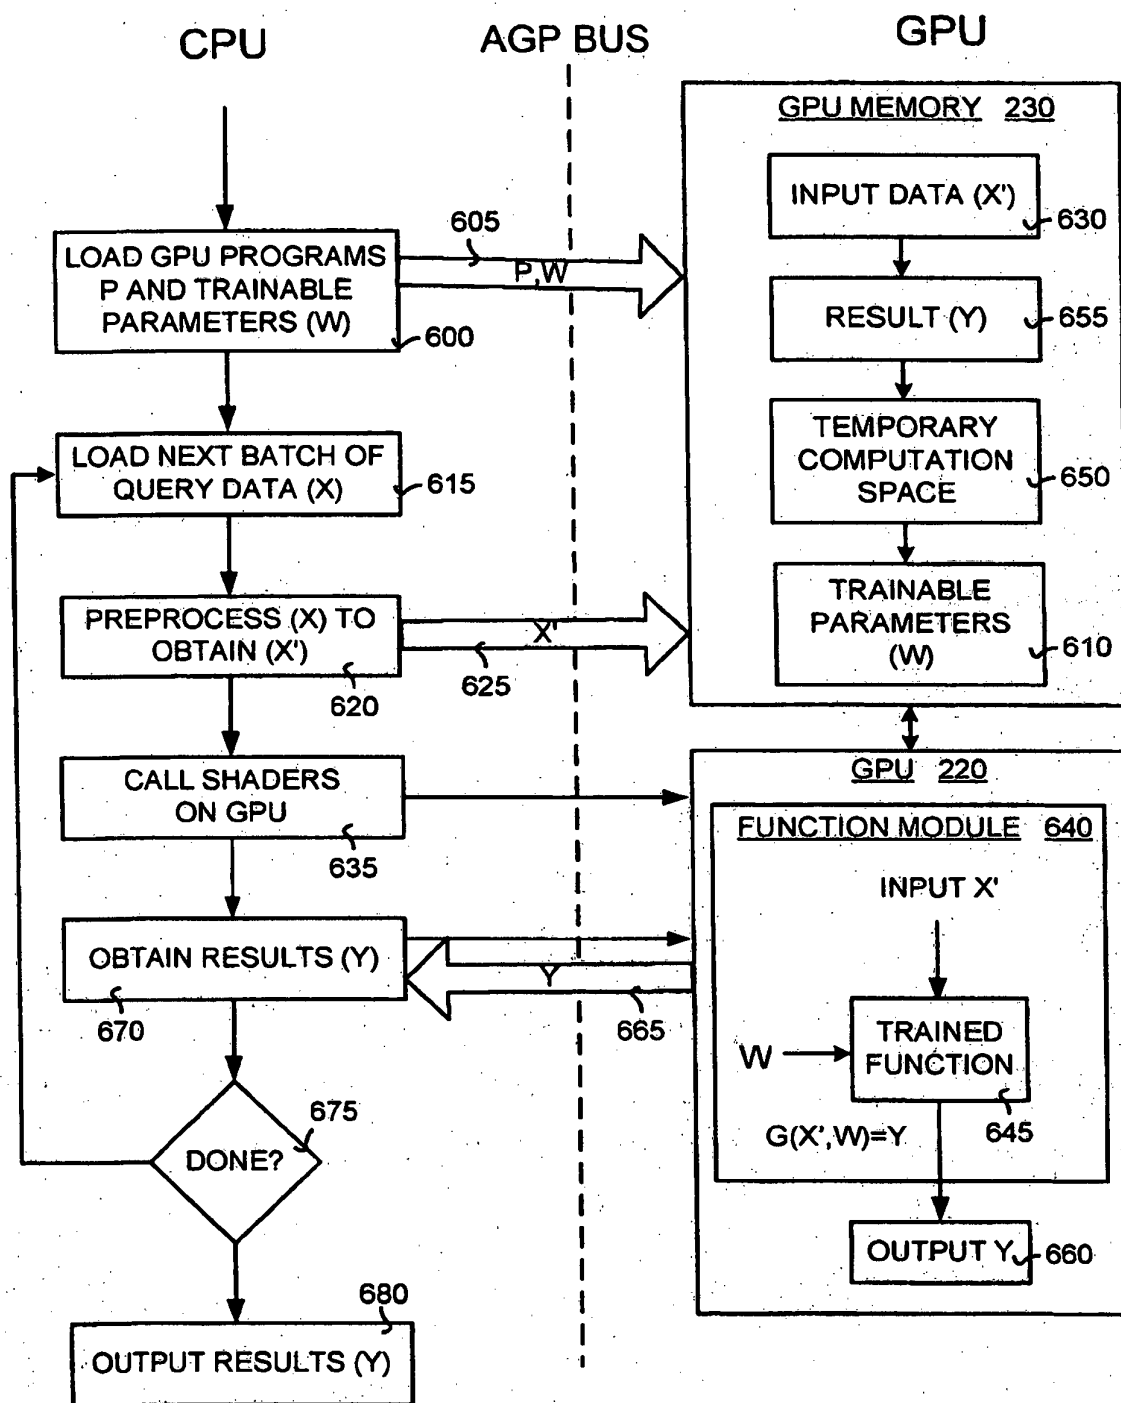 CPU
AGP BUS
GPU
LOAD GPU PROGRAMS
P AND TRAINABLE
PARAMETERS (W)
600
605
P,W
LOAD NEXT BATCH OF
QUERY DATA (X)
615
PREPROCESS (X) TO
OBTAIN (X')
620
X'
625
CALL SHADERS
ON GPU
635
OBTAIN RESULTS (Y)
670
Y
665
DONE?
675
680
OUTPUT RESULTS (Y)
GPU MEMORY 230
INPUT DATA (X')
630
RESULT (Y)
655
TEMPORARY
COMPUTATION
SPACE
650
TRAINABLE
PARAMETERS
(W)
610
GPU 220
FUNCTION MODULE 640
INPUT X'
W
TRAINED
FUNCTION
645
G(X',W)=Y
OUTPUT Y
660